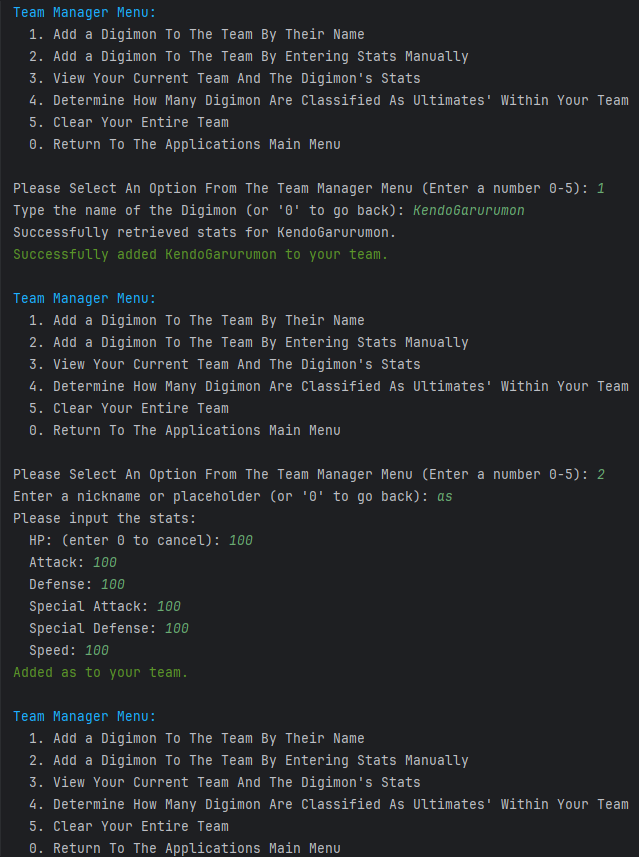 Team Manager Menu:
1. Add a Digimon To The Team By Their Name
2. Add a Digimon To The Team By Entering Stats Manually
3. View Your Current Team And The Digimon's Stats
4. Determine How Many Digimon Are Classified As Ultimates' Within Your Team
5. Clear Your Entire Team
0. Return To The Applications Main Menu
Please Select An Option From The Team Manager Menu (Enter a number 0-5): 1
Type the name of the Digimon (or '0' to go back): KendoGarurumon
Successfully retrieved stats for KendoGarurumon.
Successfully added KendoGarurumon to your team.
Team Manager Menu:
1. Add a Digimon To The Team By Their Name
2. Add a Digimon To The Team By Entering Stats Manually
3. View Your Current Team And The Digimon's Stats
4. Determine How Many Digimon Are Classified As Ultimates' Within Your Team
5. Clear Your Entire Team
0. Return To The Applications Main Menu
Please Select An Option From The Team Manager Menu (Enter a number 0-5): 2
Enter a nickname or placeholder (or '0' to go back): as
Please input the stats:
HP: (enter 0 to cancel): 100
Attack: 100
Defense: 100
Special Attack: 100
Special Defense: 100
Speed: 100
Added as to your team.
Team Manager Menu:
1. Add a Digimon To The Team By Their Name
2. Add a Digimon To The Team By Entering Stats Manually
3. View Your Current Team And The Digimon's Stats
4. Determine How Many Digimon Are Classified As Ultimates' Within Your Team
5. Clear Your Entire Team
0. Return To The Applications Main Menu